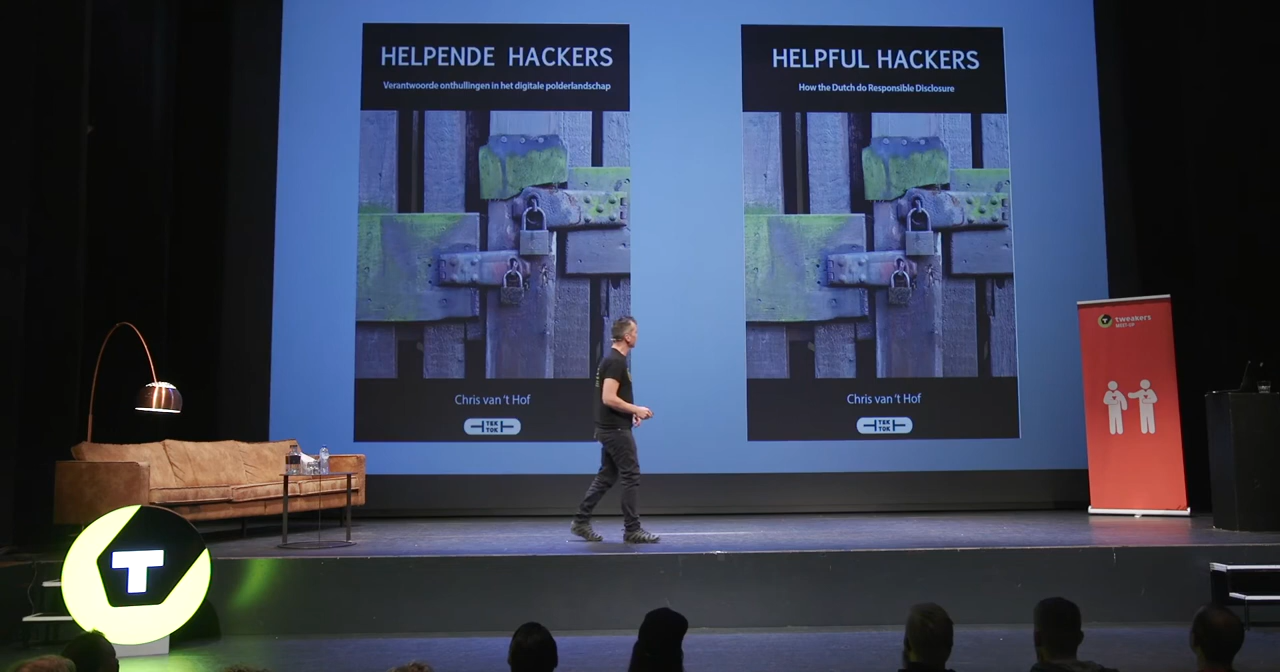 HELPENDE HACKERS
Verantwoorde onthullingen in het digitale polderlandschap
Chris van 't Hof
TEK
TOK
HELPFUL HACKERS
How the Dutch do Responsible Disclosure
Chris van 't Hof
TEK
TOK
tweakers
MEET-UP
T